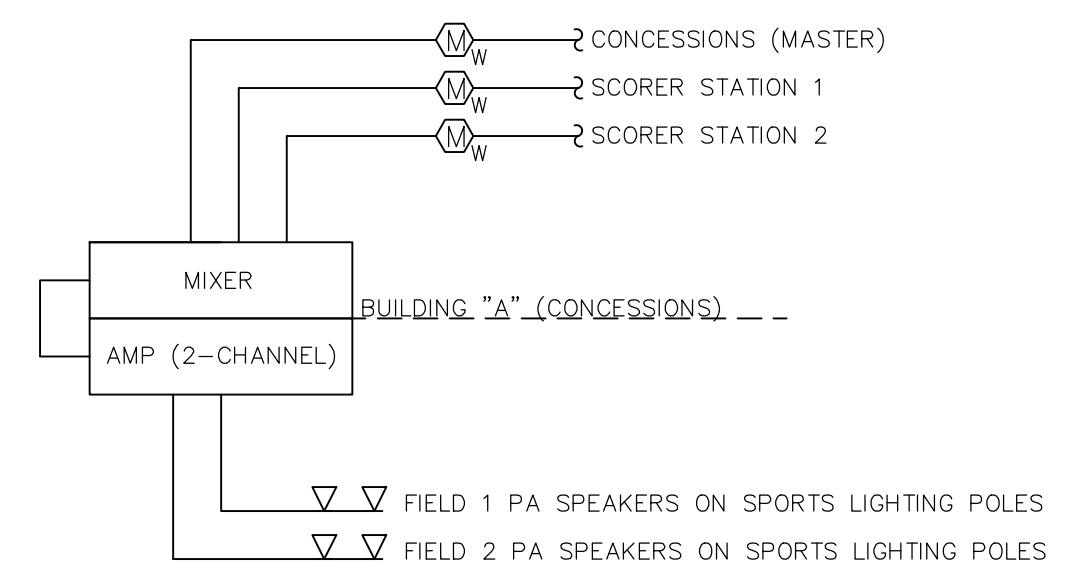 M W CONCESSIONS (MASTER)
M W SCORER STATION 1
M W SCORER STATION 2
MIXER
BUILDING "A" (CONCESSIONS)
AMP (2-CHANNEL)
FIELD 1 PA SPEAKERS ON SPORTS LIGHTING POLES
FIELD 2 PA SPEAKERS ON SPORTS LIGHTING POLES